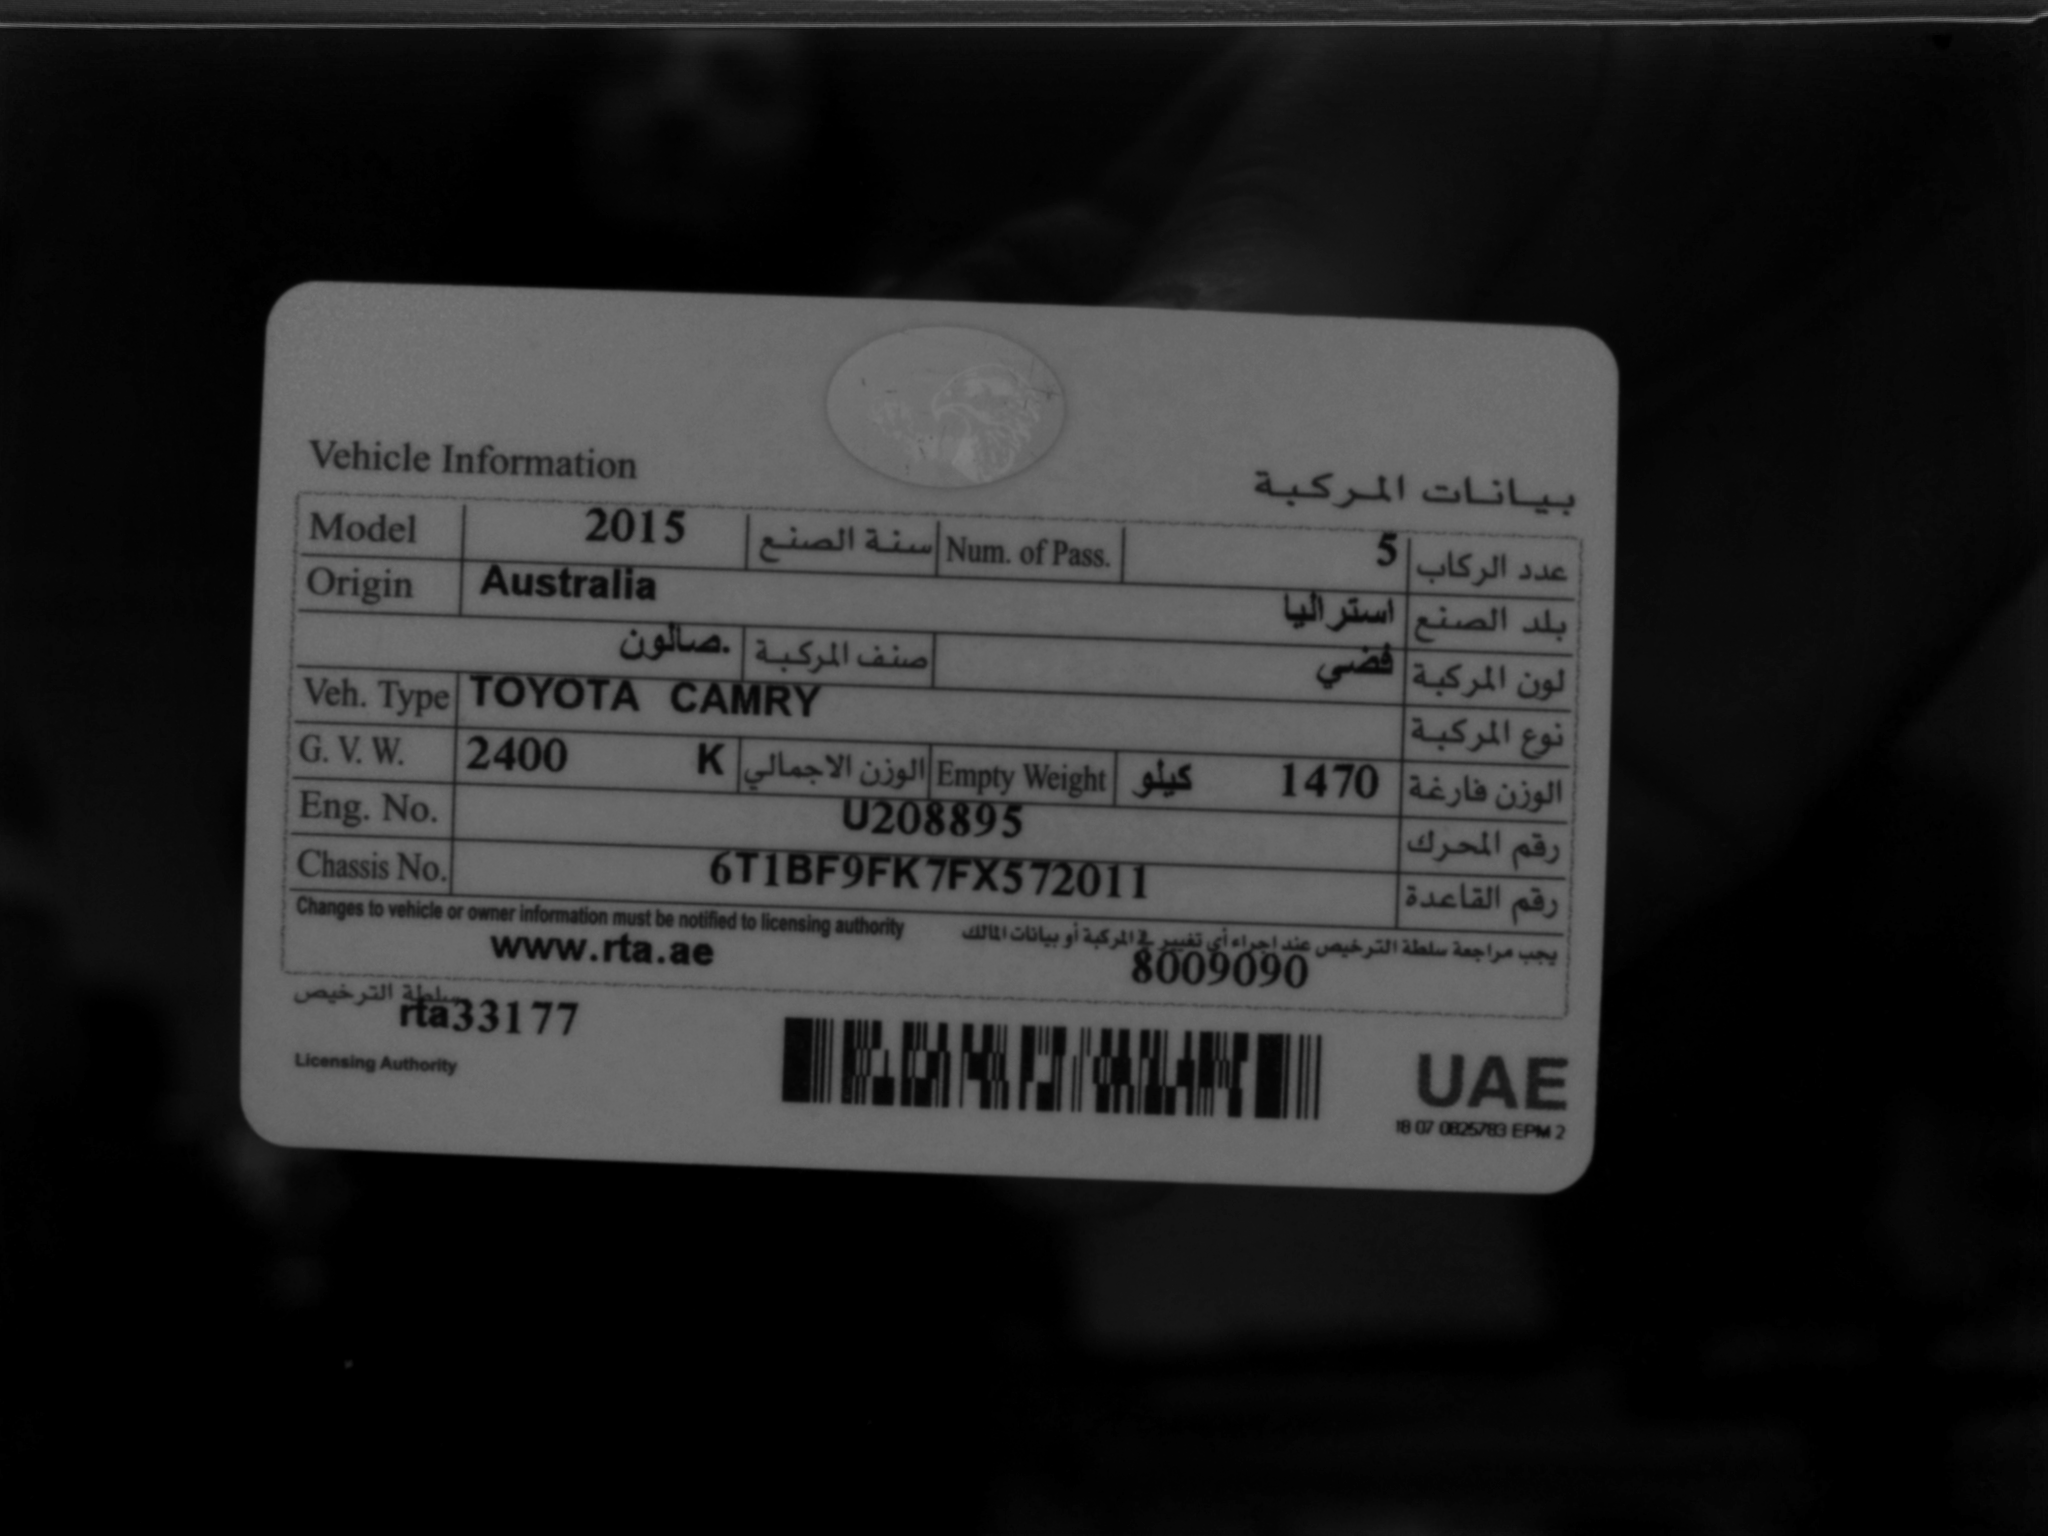 Vehicle Information بيانات المركبة
Model 2015 سنة الصنع Num. of Pass. 5 عدد الركاب
Origin Australia استراليا بلد الصنع
صالون. صنف المركبة فضي لون المركبة
Veh. Type TOYOTA CAMRY نوع المركبة
G. V. W. 2400 K الوزن الاجمالي Empty Weight كيلو 1470 الوزن فارغة
Eng. No. U208895 رقم المحرك
Chassis No. 6T1BF9FK7FX572011 رقم القاعدة
Changes to vehicle or owner information must be notified to licensing authority يجب مراجعة سلطة الترخيص عند اجراء أي تغيير في المركبة أو بيانات المالك
www.rta.ae 8009090
سلطة الترخيص
rta33177
Licensing Authority
UAE
18 07 0825783 EPM 2